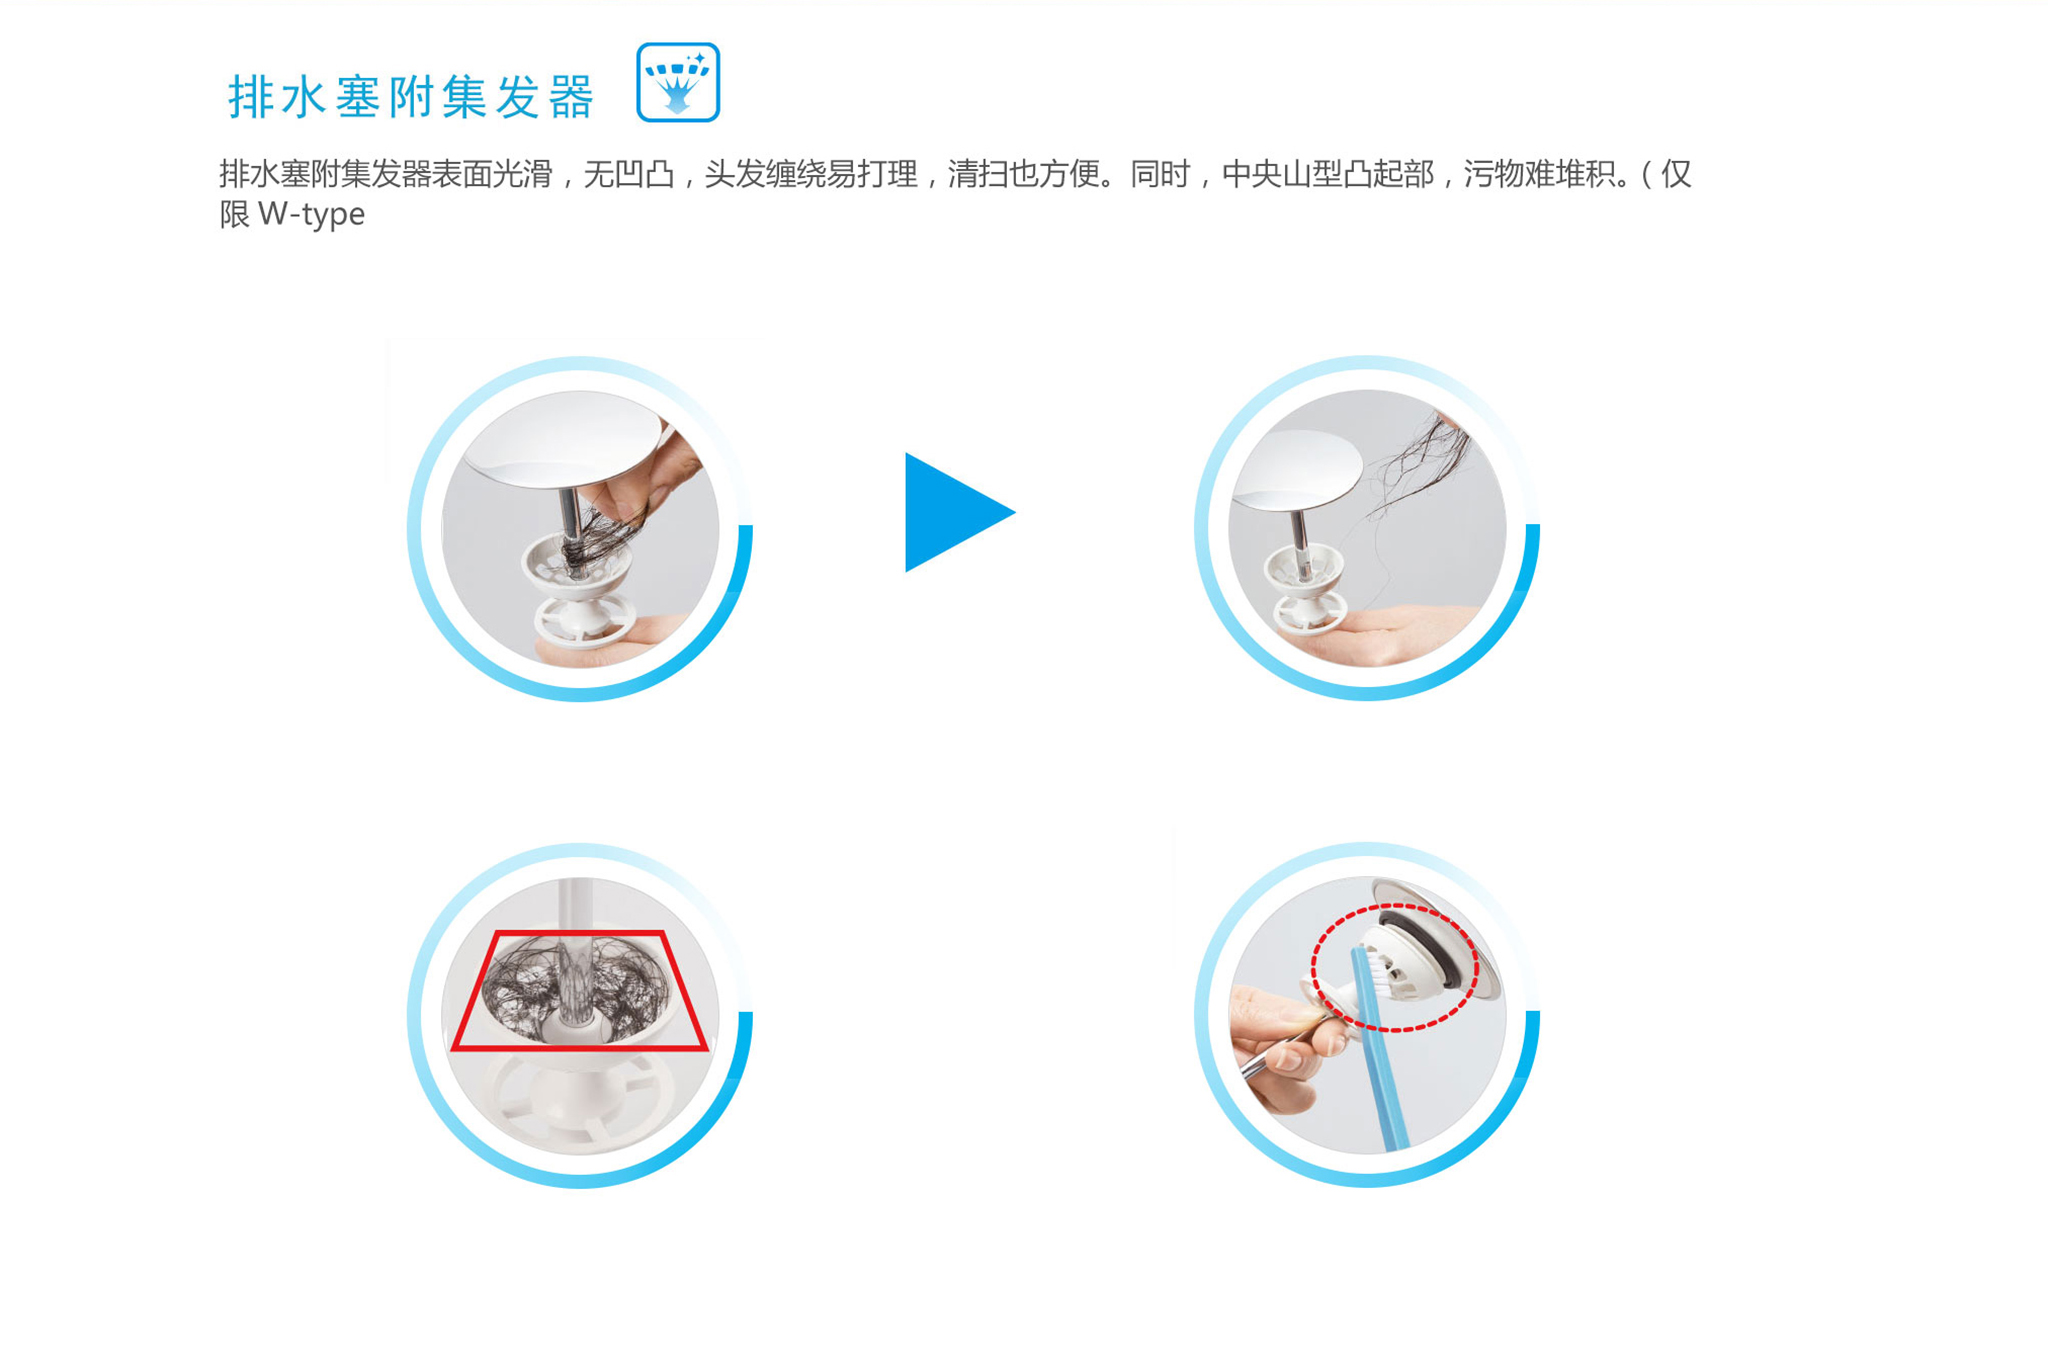 排水塞附集发器
排水塞附集发器表面光滑，无凹凸，头发缠绕易打理，清扫也方便。同时，中央山型凸起部，污物难堆积。（仅
限 W-type